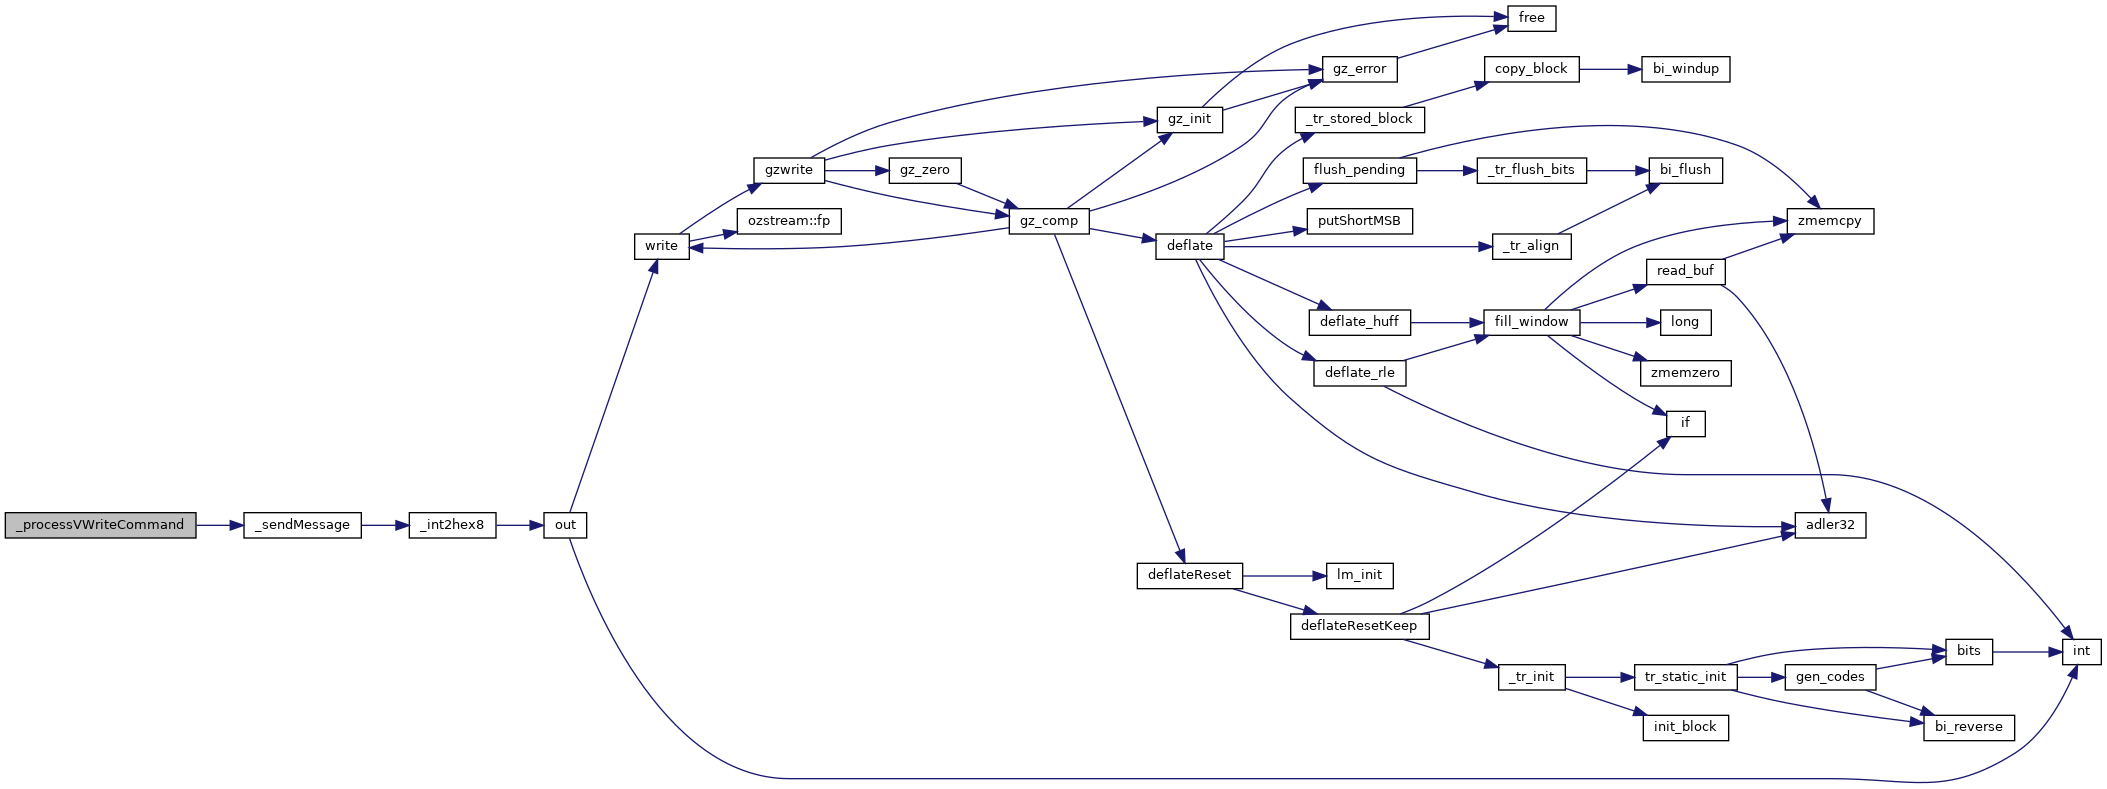 free
gz_error
copy_block
bi_windup
gz_init
_tr_stored_block
gzwrite
gz_zero
flush_pending
_tr_flush_bits
bi_flush
ozstream::fp
gz_comp
putShortMSB
zmemcpy
write
deflate
_tr_align
read_buf
deflate_huff
fill_window
long
deflate_rle
zmemzero
if
_processVWriteCommand
_sendMessage
_int2hex8
out
adler32
deflateReset
lm_init
deflateResetKeep
bits
int
_tr_init
tr_static_init
gen_codes
init_block
bi_reverse